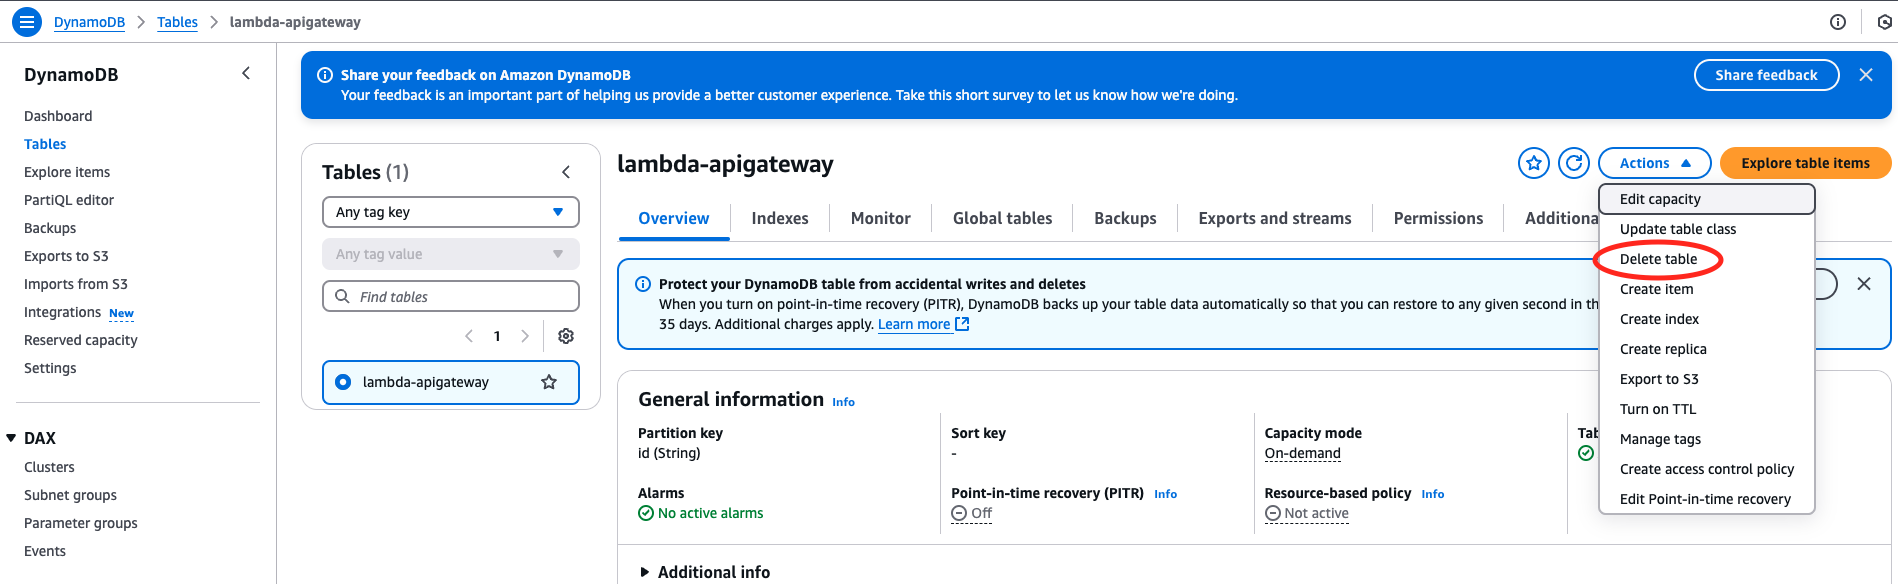 DynamoDB > Tables > lambda-apigateway
DynamoDB
Dashboard
Tables
Explore items
PartiQL editor
Backups
Exports to S3
Imports from S3
Integrations New
Reserved capacity
Settings
DAX
Clusters
Subnet groups
Parameter groups
Events
Share your feedback on Amazon DynamoDB
Your feedback is an important part of helping us provide a better customer experience. Take this short survey to let us know how we're doing.
Share feedback
Tables (1)
Any tag key
Any tag value
Find tables
1
lambda-apigateway
lambda-apigateway
Actions
Explore table items
Overview
Indexes
Monitor
Global tables
Backups
Exports and streams
Permissions
Additiona
Edit capacity
Update table class
Delete table
Create item
Create index
Create replica
Export to S3
Turn on TTL
Manage tags
Create access control policy
Edit Point-in-time recovery
Protect your DynamoDB table from accidental writes and deletes
When you turn on point-in-time recovery (PITR), DynamoDB backs up your table data automatically so that you can restore to any given second in th
35 days. Additional charges apply. Learn more
General information Info
Partition key
id (String)
Sort key
-
Capacity mode
On-demand
Tab
Alarms
No active alarms
Point-in-time recovery (PITR) Info
Off
Resource-based policy Info
Not active
Additional info